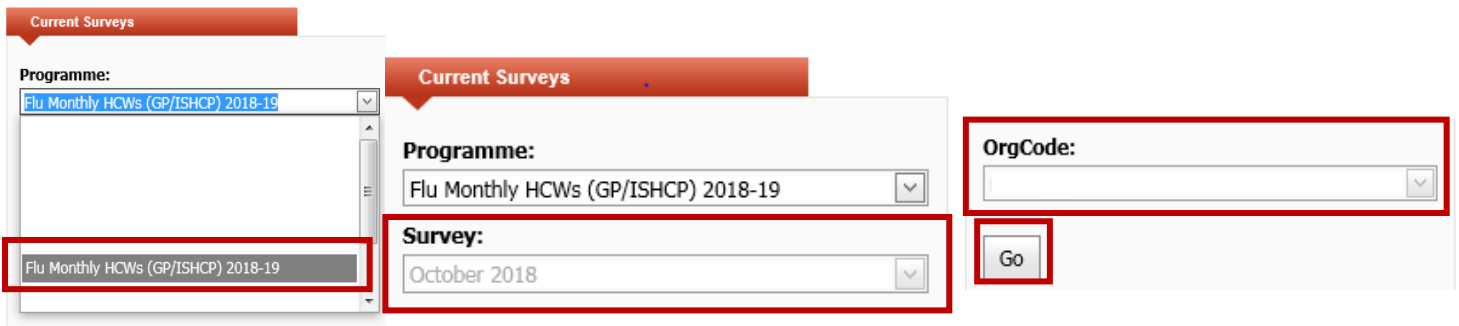 Current Surveys
Programme:
Flu Monthly HCWs (GP/ISHCP) 2018-19
Flu Monthly HCWs (GP/ISHCP) 2018-19
Current Surveys
Programme:
Flu Monthly HCWs (GP/ISHCP) 2018-19
Survey:
October 2018
OrgCode:
Go